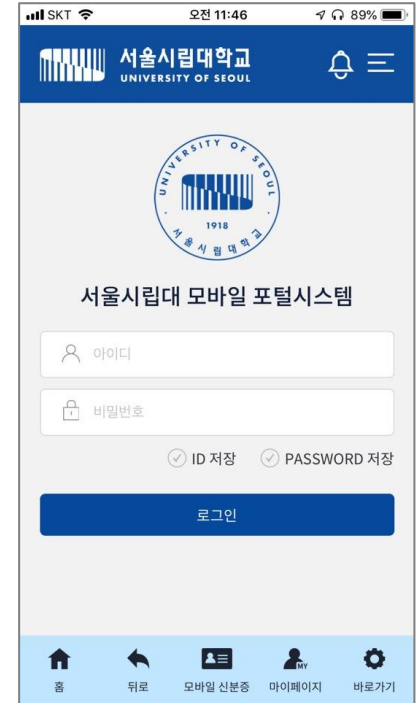 SKT 오전 11:46 89%
서울시립대학교
UNIVERSITY OF SEOUL
UNIVERSITY OF SEOUL
1918
서울시립대학교
서울시립대 모바일 포털시스템
아이디
비밀번호
ID 저장 PASSWORD 저장
로그인
MY
홈 뒤로 모바일 신분증 마이페이지 바로가기